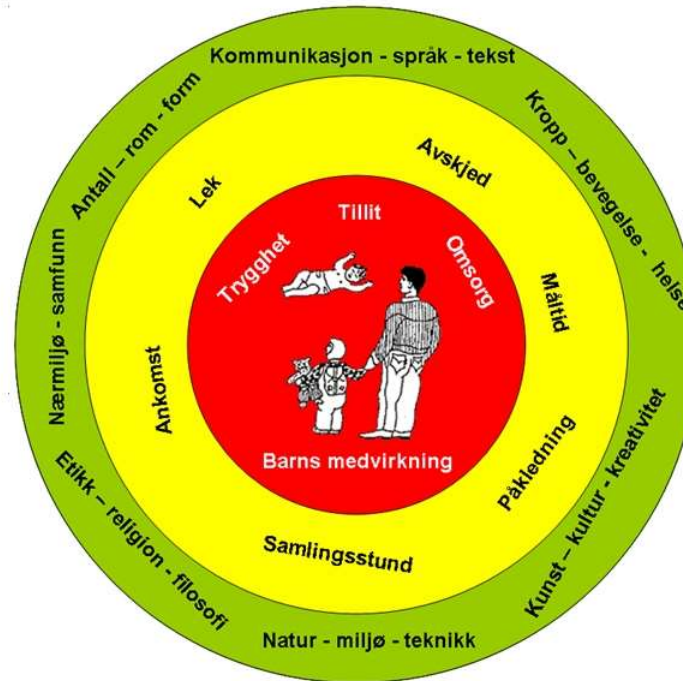 Kommunikasjon - språk - tekst
Kropp – bevegelse - helse
Kunst – kultur - kreativitet
Natur - miljø - teknikk
Etikk – religion - filosofi
Nærmiljø - samfunn
Antall – rom - form
Lek
Avskjed
Måltid
Påkledning
Samlingsstund
Ankomst
Trygghet
Tillit
Omsorg
Barns medvirkning